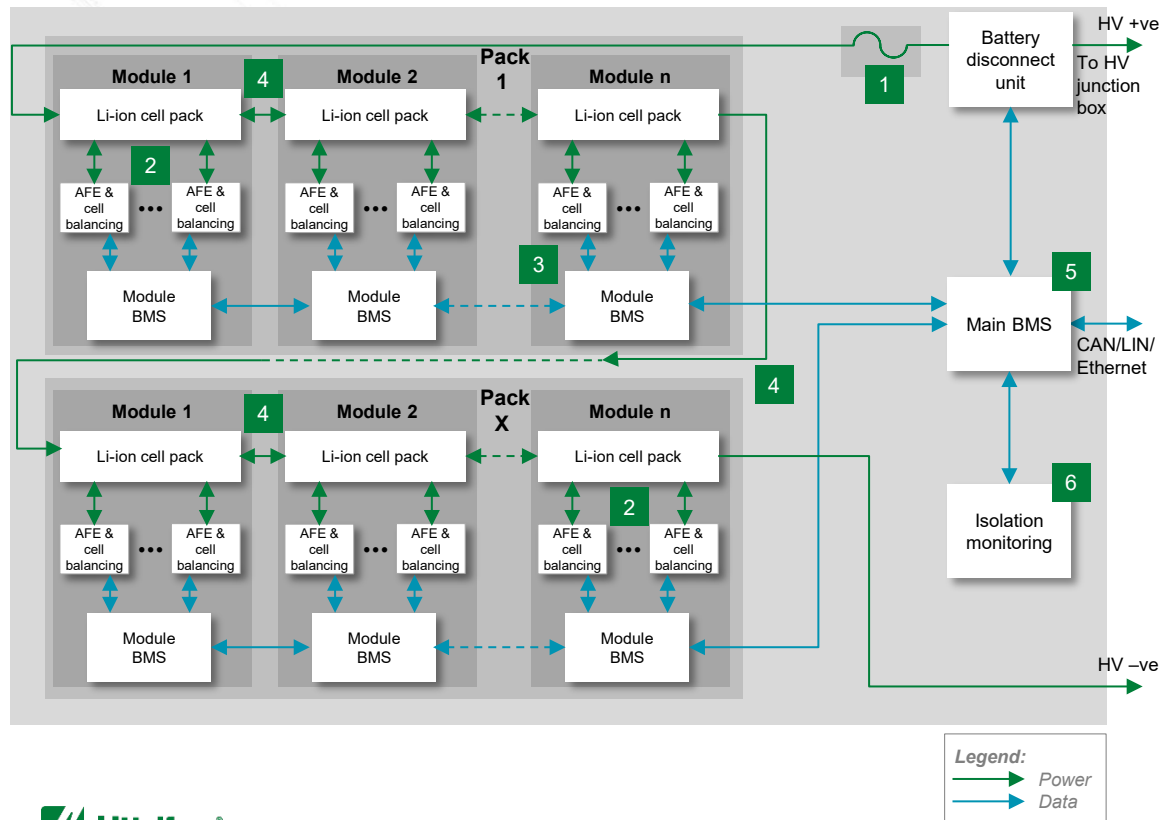 HV +ve
Battery
disconnect
unit
To HV
junction
box
1
Pack
1
Module 1
4
Module 2
Module n
Li-ion cell pack
Li-ion cell pack
Li-ion cell pack
2
AFE &
cell
balancing
•••
AFE &
cell
balancing
AFE &
cell
balancing
•••
AFE &
cell
balancing
AFE &
cell
balancing
•••
AFE &
cell
balancing
3
Module
BMS
Module
BMS
Module
BMS
5
Main BMS
CAN/LIN/
Ethernet
4
Pack
X
Module 1
4
Module 2
Module n
Li-ion cell pack
Li-ion cell pack
Li-ion cell pack
2
AFE &
cell
balancing
•••
AFE &
cell
balancing
AFE &
cell
balancing
•••
AFE &
cell
balancing
AFE &
cell
balancing
•••
AFE &
cell
balancing
6
Isolation
monitoring
Module
BMS
Module
BMS
Module
BMS
HV –ve
Legend:
Power
Data